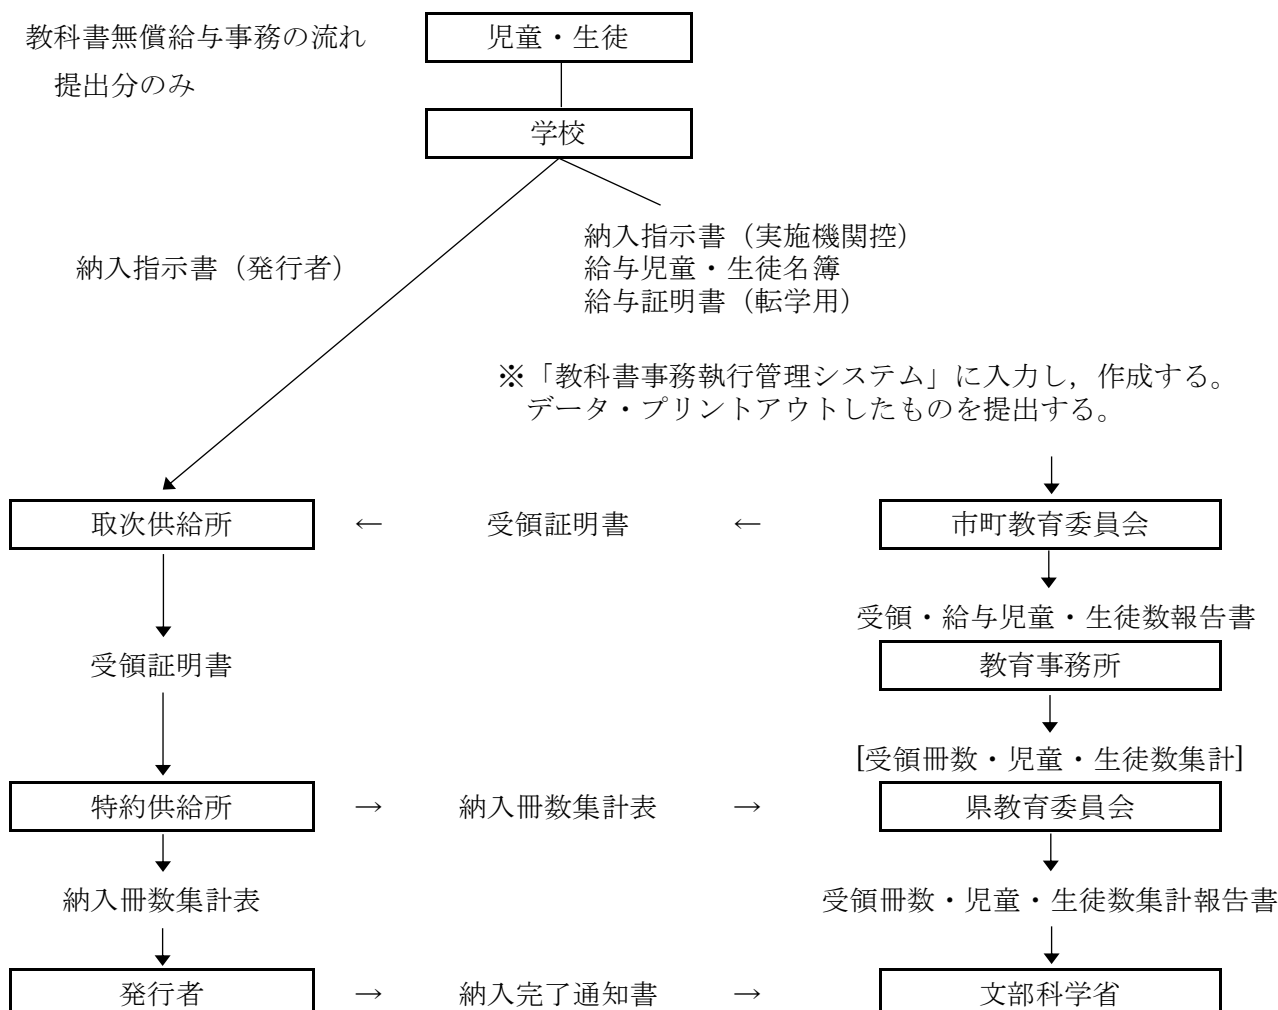 教科書無償給与事務の流れ
提出分のみ
児童・生徒
学校
納入指示書（発行者）
納入指示書（実施機関控）
給与児童・生徒名簿
給与証明書（転学用）
※「教科書事務執行管理システム」に入力し，作成する。
データ・プリントアウトしたものを提出する。
取次供給所 ← 受領証明書 ← 市町教育委員会
受領・給与児童・生徒数報告書
受領証明書
教育事務所
[受領冊数・児童・生徒数集計]
特約供給所 → 納入冊数集計表 → 県教育委員会
納入冊数集計表
受領冊数・児童・生徒数集計報告書
発行者 → 納入完了通知書 → 文部科学省